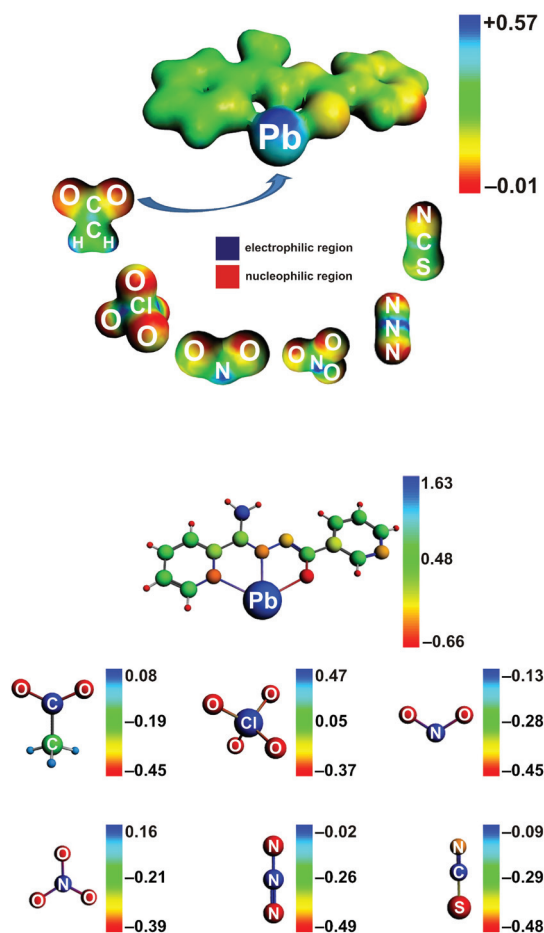 +0.57
Pb
−0.01
O O
C
C
H H
N
C
S
electrophilic region
nucleophilic region
O
Cl
O
O
N
N
N
O O
N
O
O N
O
1.63
0.48
−0.66
Pb
O O
C
C
0.08
−0.19
−0.45
O O
Cl
O O
0.47
0.05
−0.37
O O
N
−0.13
−0.28
−0.45
O
N
O O
0.16
−0.21
−0.39
N
N
N
−0.02
−0.26
−0.49
N
C
S
−0.09
−0.29
−0.48